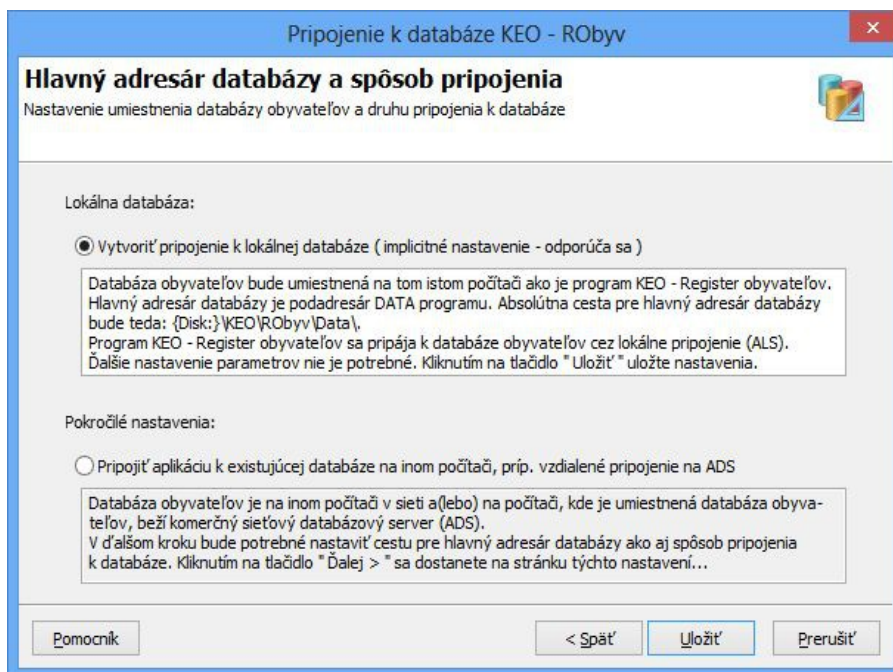 Pripojenie k databáze KEO - RObyv
Hlavný adresár databázy a spôsob pripojenia
Nastavenie umiestnenia databázy obyvateľov a druhu pripojenia k databáze
Lokálna databáza:
Vytvoriť pripojenie k lokálnej databáze ( implicitné nastavenie - odporúča sa )
Databáza obyvateľov bude umiestnená na tom istom počítači ako je program KEO - Register obyvateľov.
Hlavný adresár databázy je podadresár DATA programu. Absolútna cesta pre hlavný adresár databázy
bude teda: {Disk:}\KEO\RObyv\Data\.
Program KEO - Register obyvateľov sa pripája k databáze obyvateľov cez lokálne pripojenie (ALS).
Ďalšie nastavenie parametrov nie je potrebné. Kliknutím na tlačidlo " Uložiť " uložte nastavenia.
Pokročilé nastavenia:
Pripojiť aplikáciu k existujúcej databáze na inom počítači, príp. vzdialené pripojenie na ADS
Databáza obyvateľov je na inom počítači v sieti a(lebo) na počítači, kde je umiestnená databáza obyva-
teľov, beží komerčný sieťový databázový server (ADS).
V ďalšom kroku bude potrebné nastaviť cestu pre hlavný adresár databázy ako aj spôsob pripojenia
k databáze. Kliknutím na tlačidlo " Ďalej > " sa dostanete na stránku týchto nastavení...
Pomocník
< Späť
Uložiť
Prerušiť